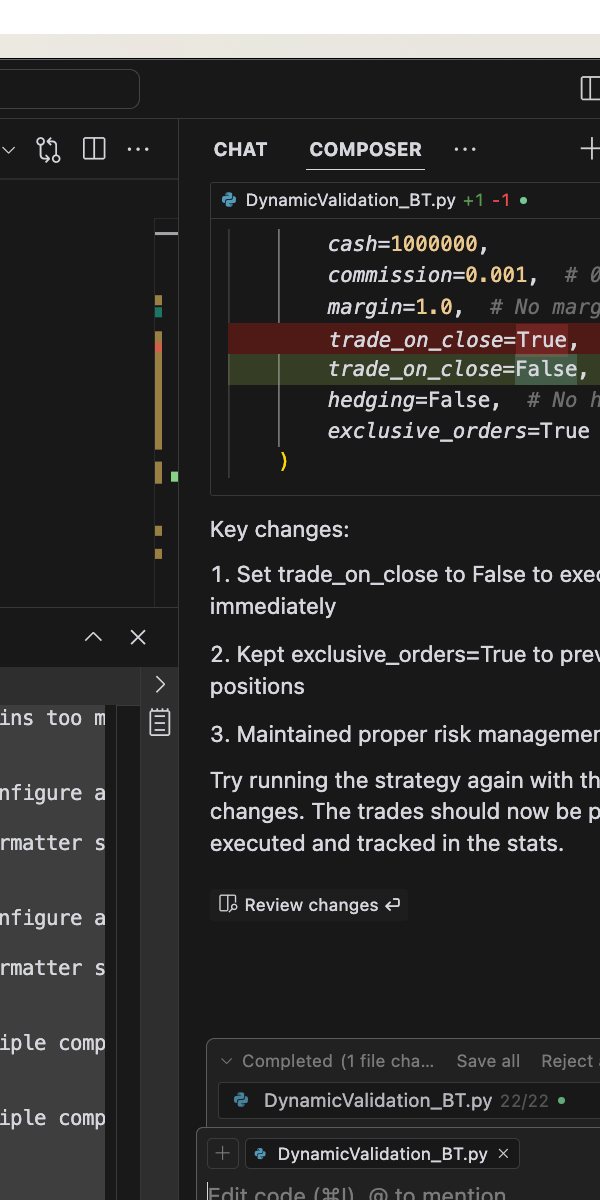 CHAT
COMPOSER
DynamicValidation_BT.py +1 -1
cash=1000000,
commission=0.001, # 0
margin=1.0, # No marg
trade_on_close=True,
trade_on_close=False,
hedging=False, # No h
exclusive_orders=True
)
Key changes:
1. Set trade_on_close to False to exec
immediately
2. Kept exclusive_orders=True to prev
positions
3. Maintained proper risk managemen
Try running the strategy again with th
changes. The trades should now be p
executed and tracked in the stats.
Review changes ⏎
ins too m
nfigure a
rmatter s
nfigure a
rmatter s
iple comp
iple comp
Completed (1 file cha... Save all Reject
DynamicValidation_BT.py 22/22
+ DynamicValidation_BT.py ×
Edit code (⌘I), @ to mention